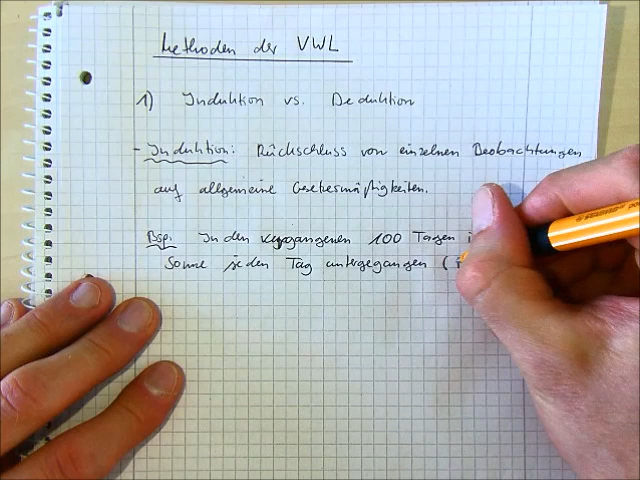 Methoden der VWL
1) Induktion vs. Deduktion
- Induktion: Rückschluss von einzelnen Beobachtungen
auf allgemeine Gesetzmäßigkeiten.
Bsp. In den vergangenen 100 Tagen i
Sonne jeden Tag untergegangen (